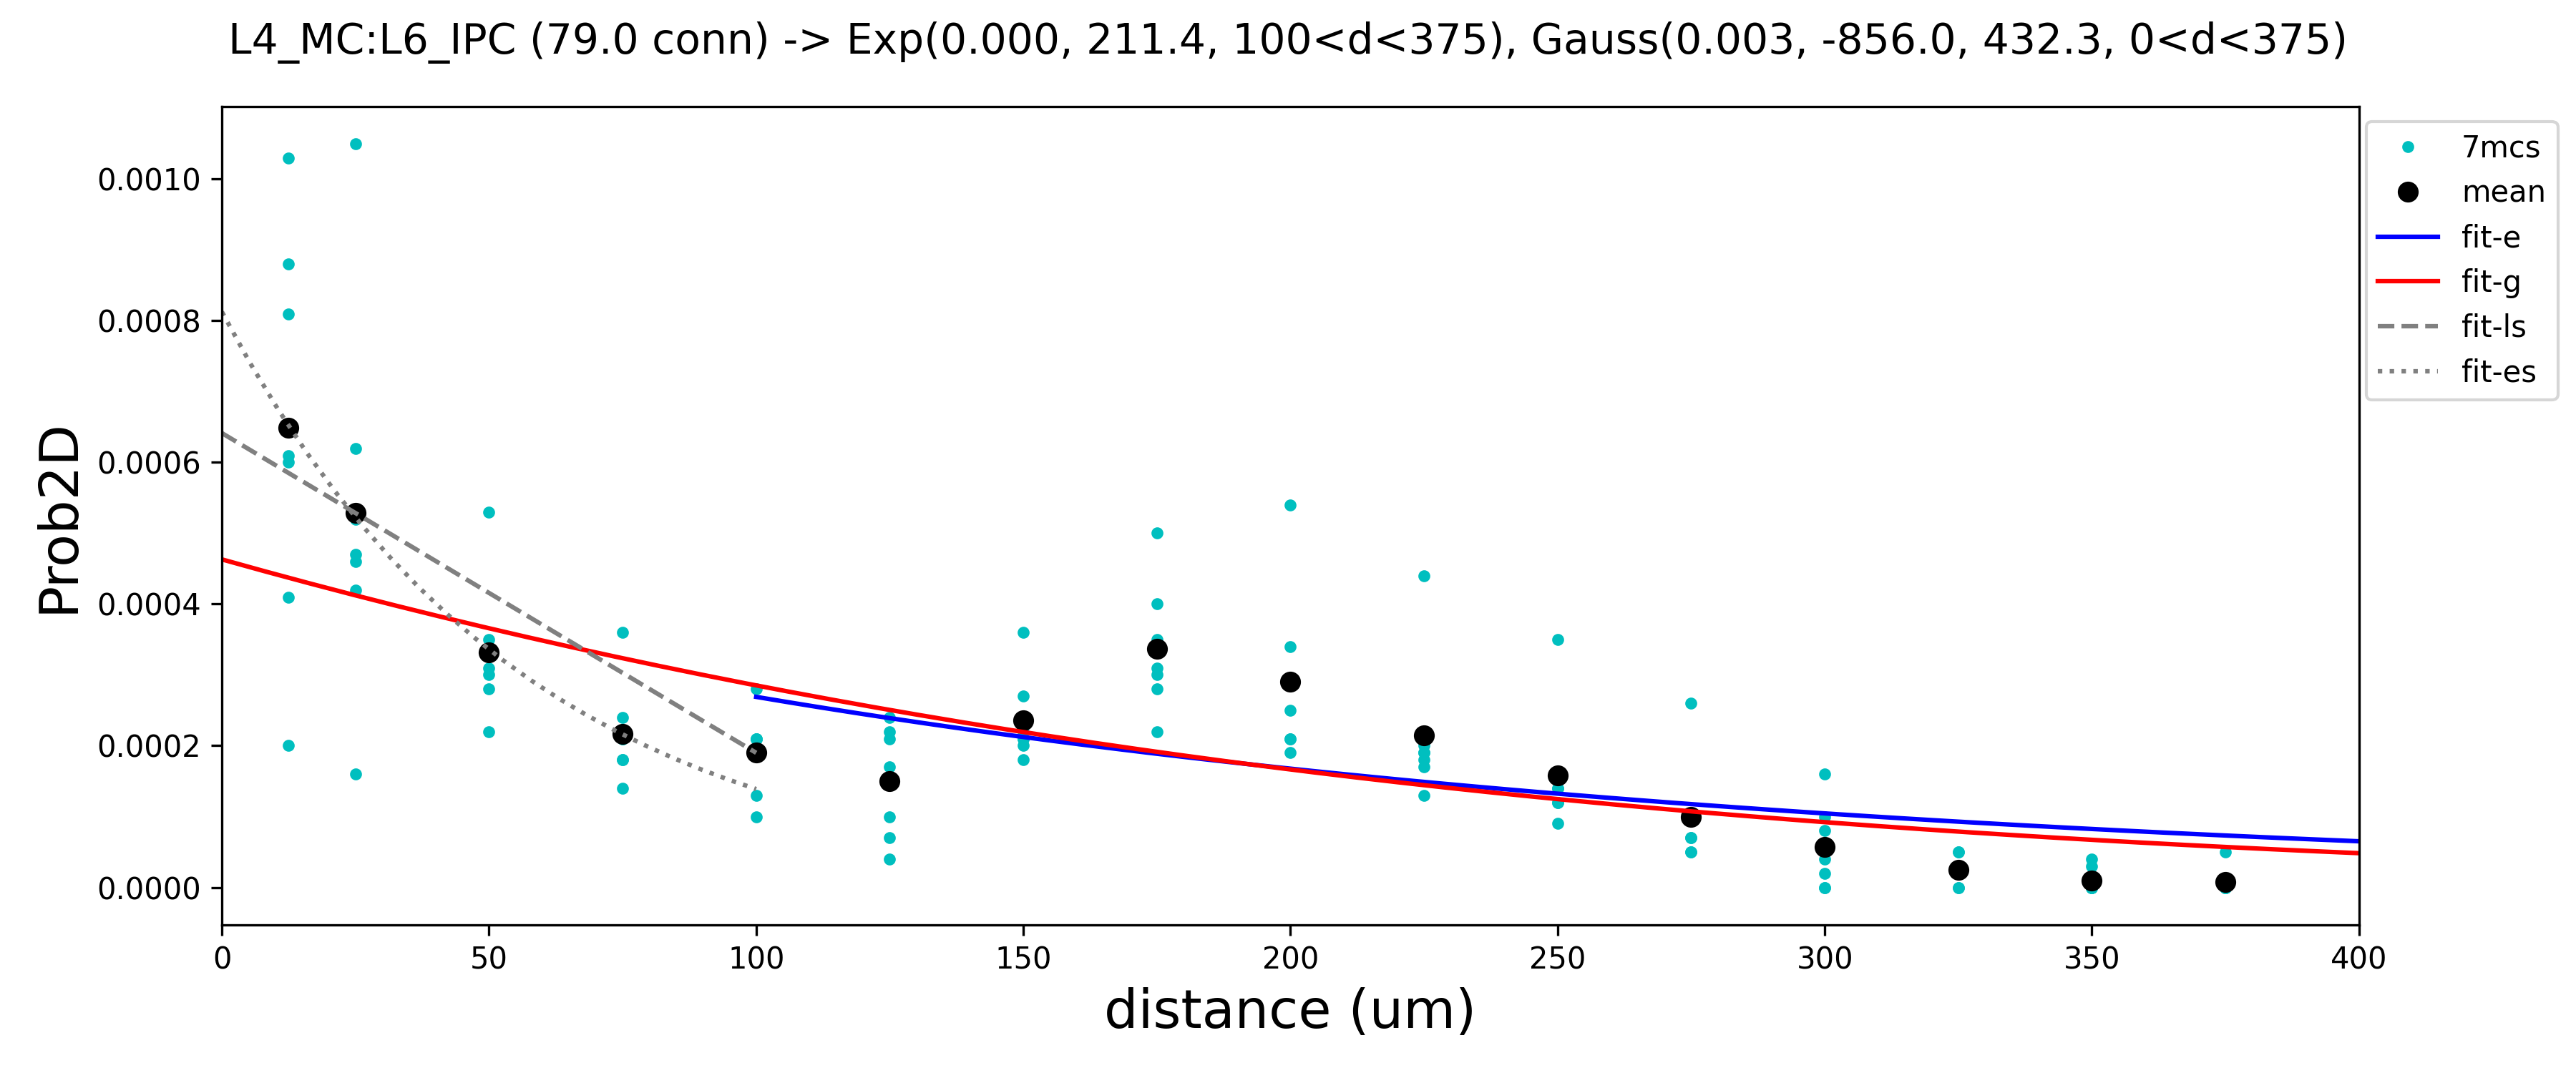 L4_MC:L6_IPC (79.0 conn) -> Exp(0.000, 211.4, 100<d<375), Gauss(0.003, -856.0, 432.3, 0<d<375)
7mcs
mean
fit-e
fit-g
fit-ls
fit-es
Prob2D
0.0010
0.0008
0.0006
0.0004
0.0002
0.0000
0 50 100 150 200 250 300 350 400
distance (um)